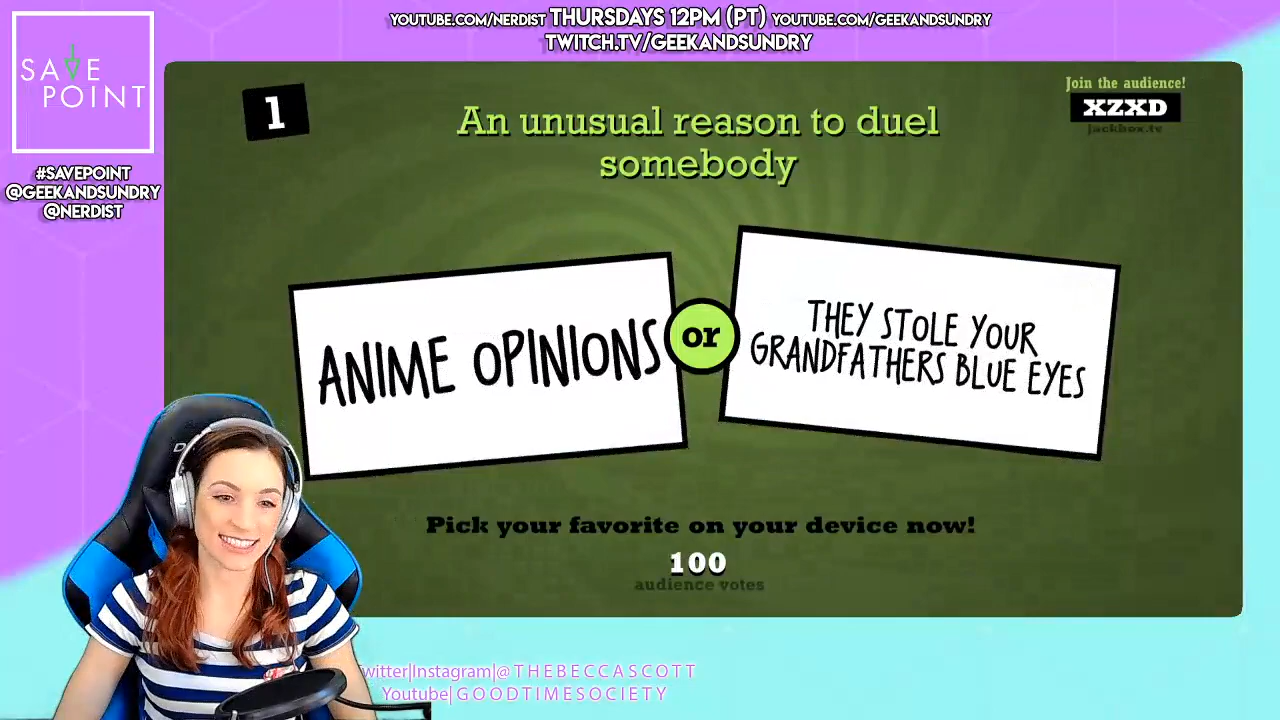 YOUTUBE.COM/NERDIST THURSDAYS 12PM (PT) YOUTUBE.COM/GEEKANDSUNDRY
TWITCH.TV/GEEKANDSUNDRY
SAVE
POINT
#SAVEPOINT
@GEEKANDSUNDRY
@NERDIST
1
An unusual reason to duel
somebody
Join the audience!
XZXD
jackbox.tv
ANIME OPINIONS
or
THEY STOLE YOUR
GRANDFATHERS BLUE EYES
Pick your favorite on your device now!
100
audience votes
witter|Instagram|@THEBECCASCOTT
Youtube|GOODTIMESOCIETY